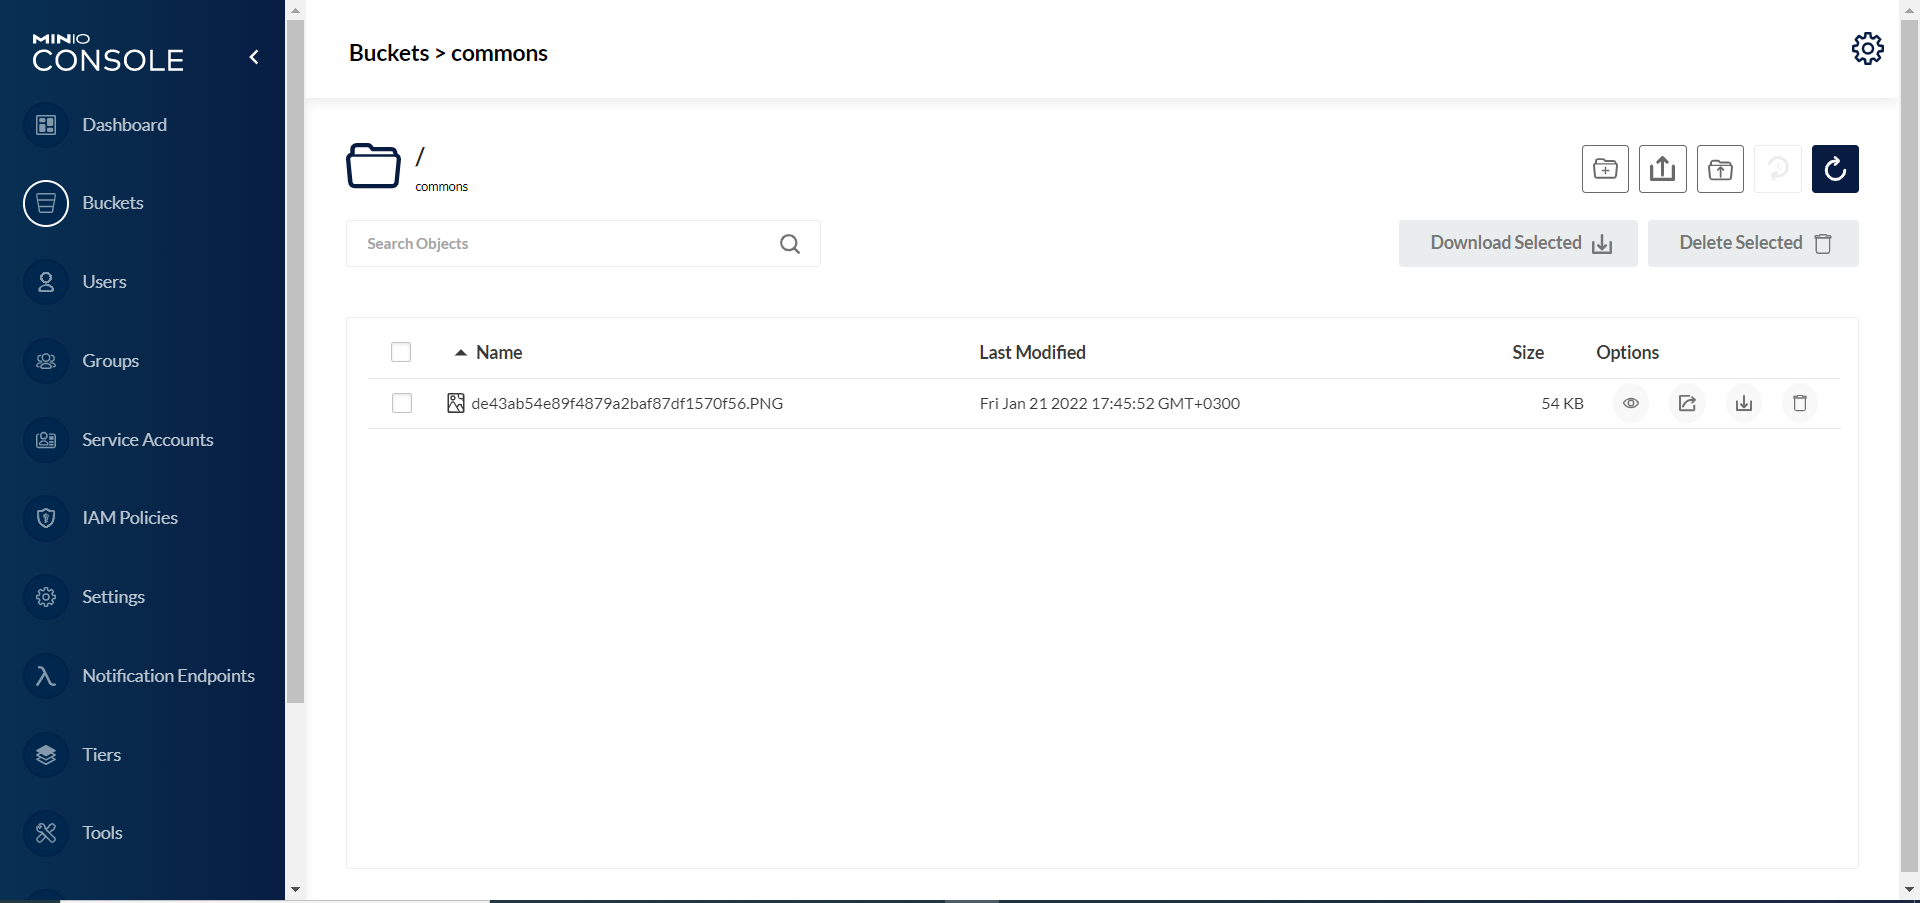 MINIO
CONSOLE
Dashboard
Buckets
Users
Groups
Service Accounts
IAM Policies
Settings
Notification Endpoints
Tiers
Tools
Buckets > commons
/
commons
Search Objects
Download Selected
Delete Selected
Name Last Modified Size Options
de43ab54e89f4879a2baf87df1570f56.PNG Fri Jan 21 2022 17:45:52 GMT+0300 54 KB